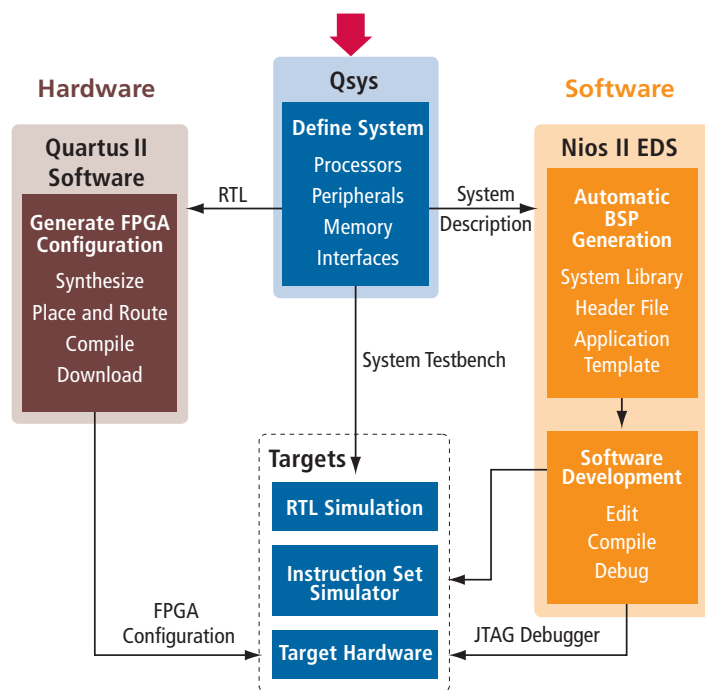 Hardware
Qsys
Software
Define System
Processors
Peripherals
Memory
Interfaces
Quartus II
Software
Generate FPGA
Configuration
Synthesize
Place and Route
Compile
Download
RTL
System
Description
Nios II EDS
Automatic
BSP
Generation
System Library
Header File
Application
Template
System Testbench
Software
Development
Edit
Compile
Debug
Targets
RTL Simulation
Instruction Set
Simulator
Target Hardware
FPGA
Configuration
JTAG Debugger